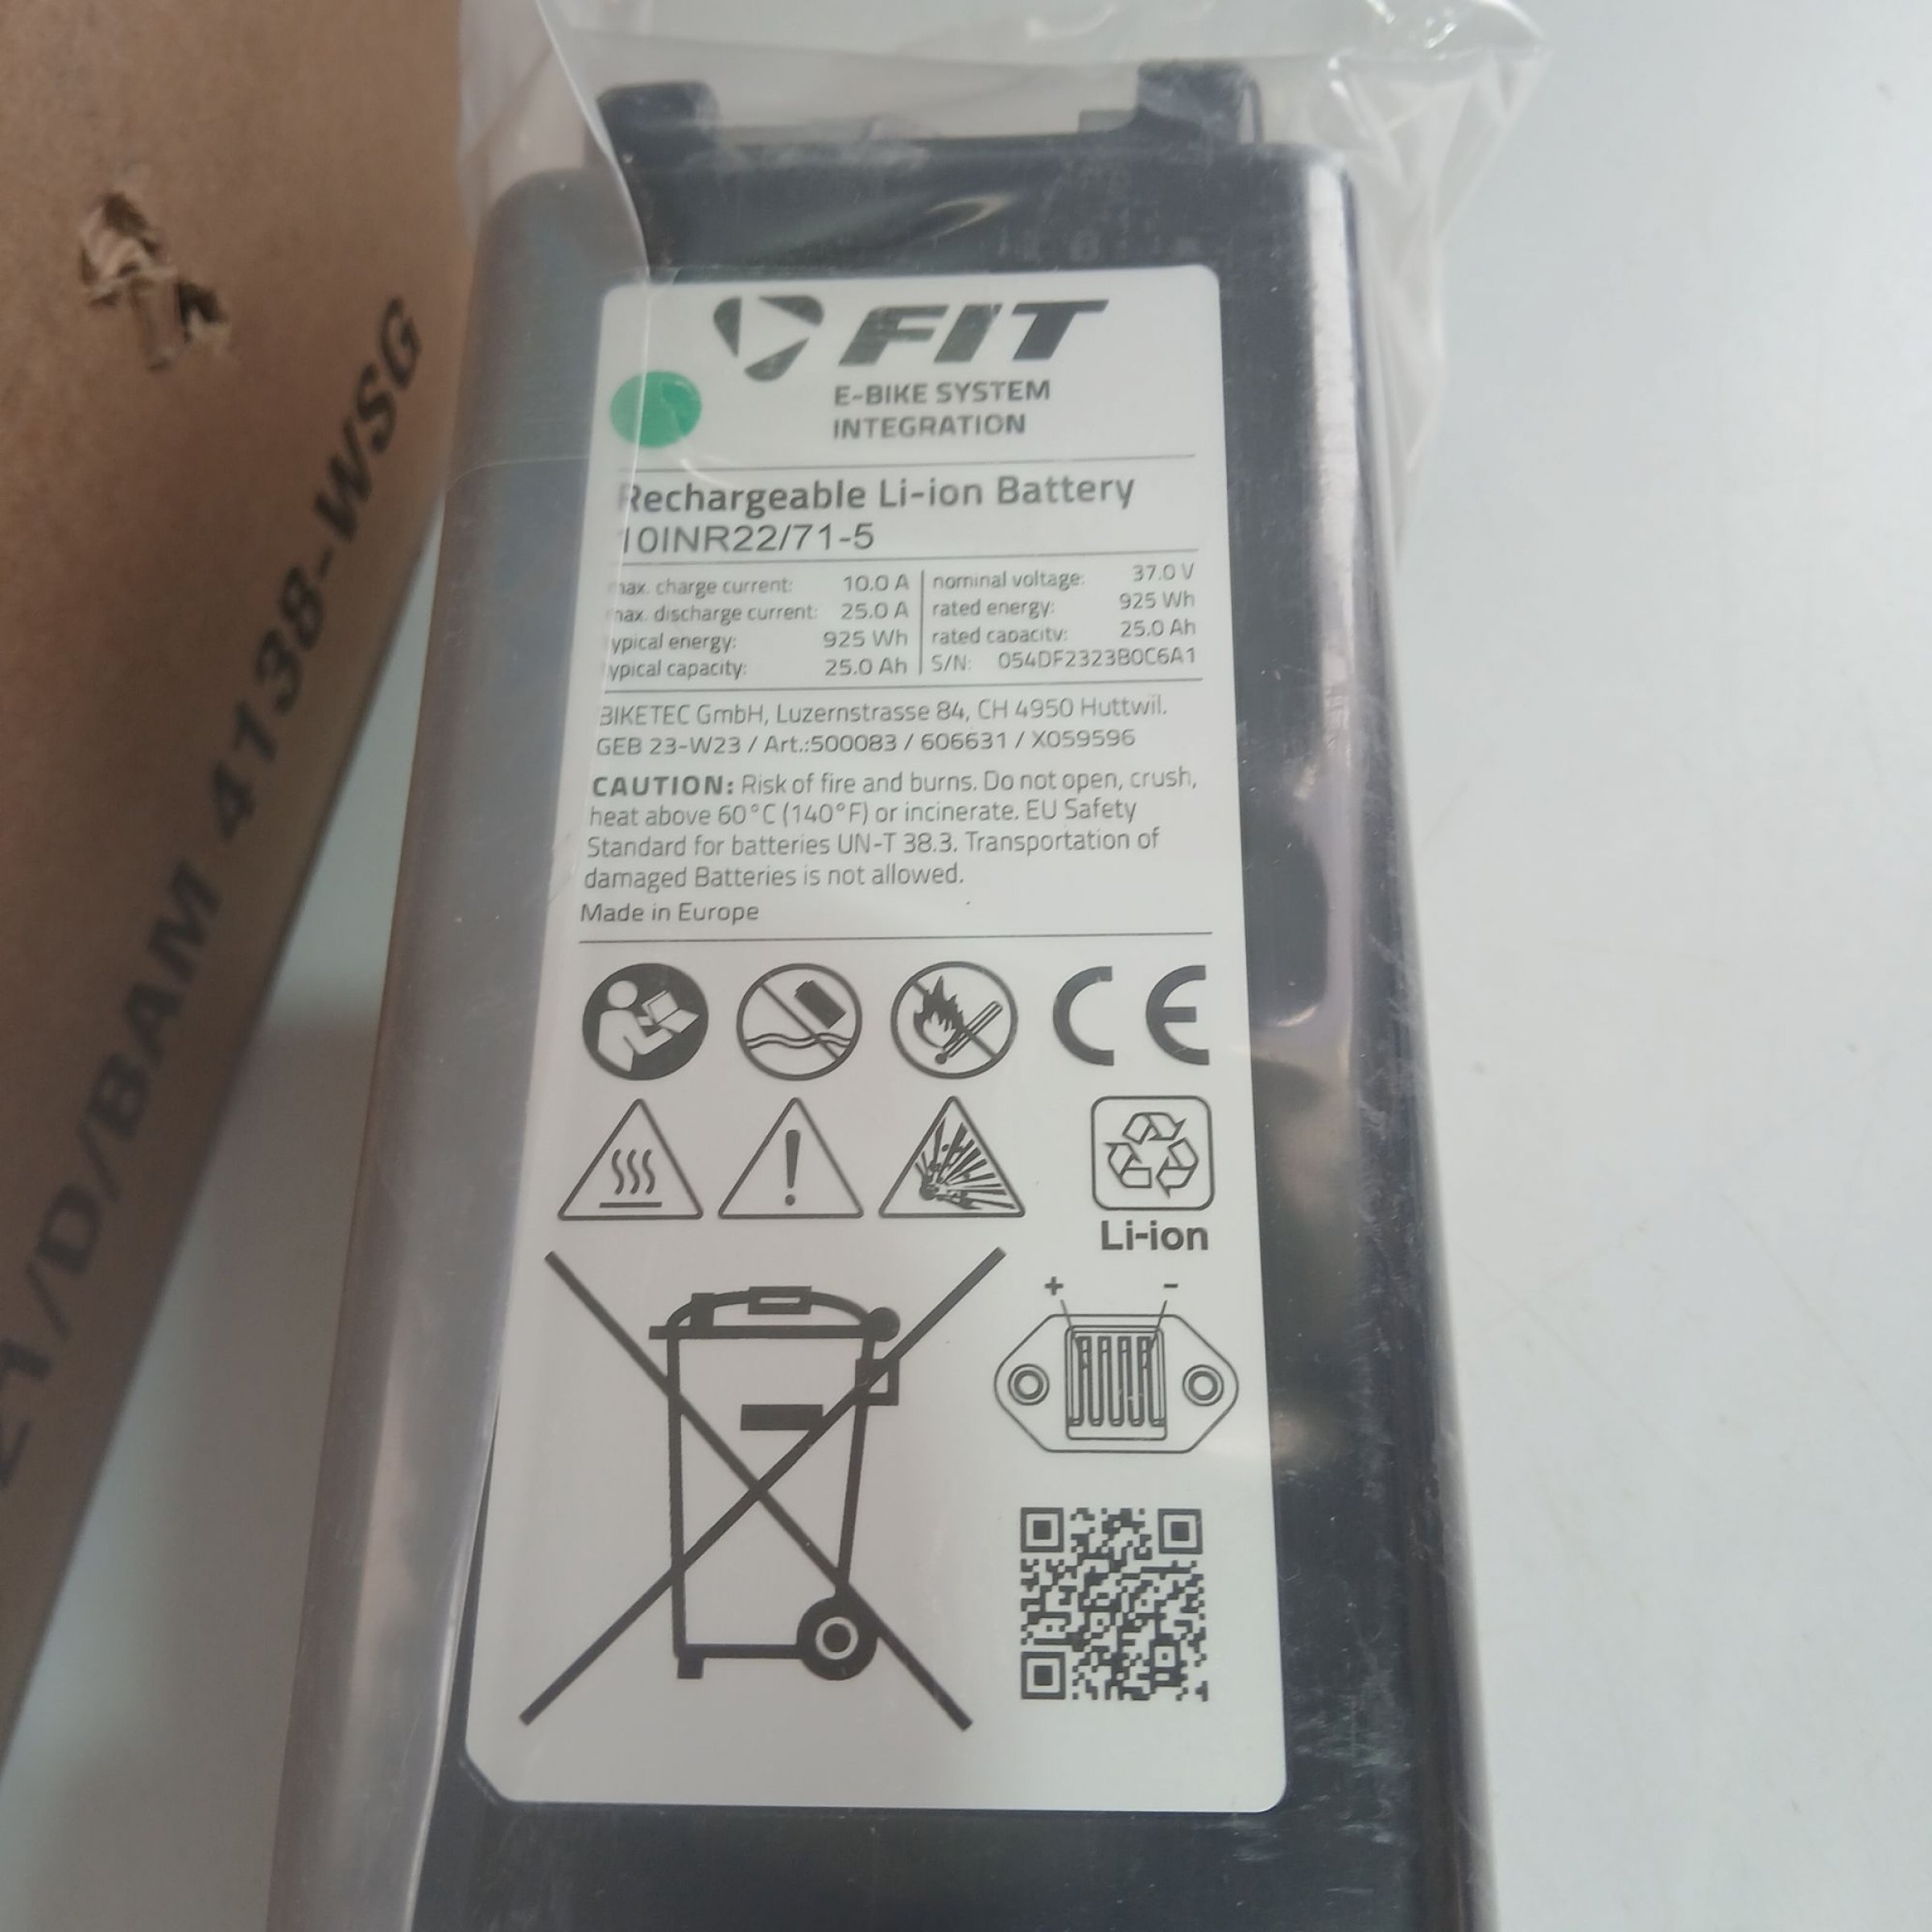 FIT
E-BIKE SYSTEM
INTEGRATION
Rechargeable Li-ion Battery
10INR22/71-5
max. charge current: 10.0 A
max. discharge current: 25.0 A
typical energy: 925 Wh
typical capacity: 25.0 Ah
nominal voltage: 37.0 V
rated energy: 925 Wh
rated capacity: 25.0 Ah
S/N: 054DF2323B0C6A1
BIKETEC GmbH, Luzernstrasse 84, CH 4950 Huttwil.
GEB 23-W23 / Art.:500083 / 606631 / X059596
CAUTION: Risk of fire and burns. Do not open, crush,
heat above 60°C (140°F) or incinerate. EU Safety
Standard for batteries UN-T 38.3. Transportation of
damaged Batteries is not allowed.
Made in Europe
CE
Li-ion
+ -
/D/BAM 4138-WSG